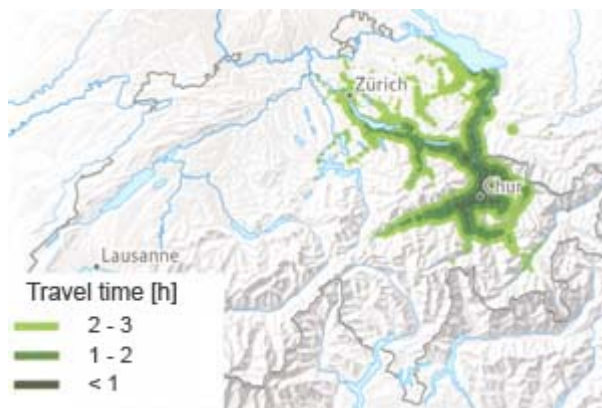 Zürich
Chur
Lausanne
Travel time [h]
2 - 3
1 - 2
< 1